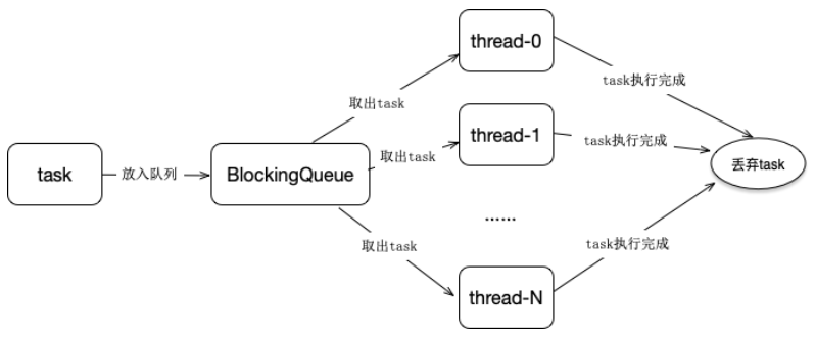 thread-0
task执行完成
取出task
thread-1
取出task
task执行完成
task
放入队列
BlockingQueue
丢弃task
......
取出task
task执行完成
thread-N